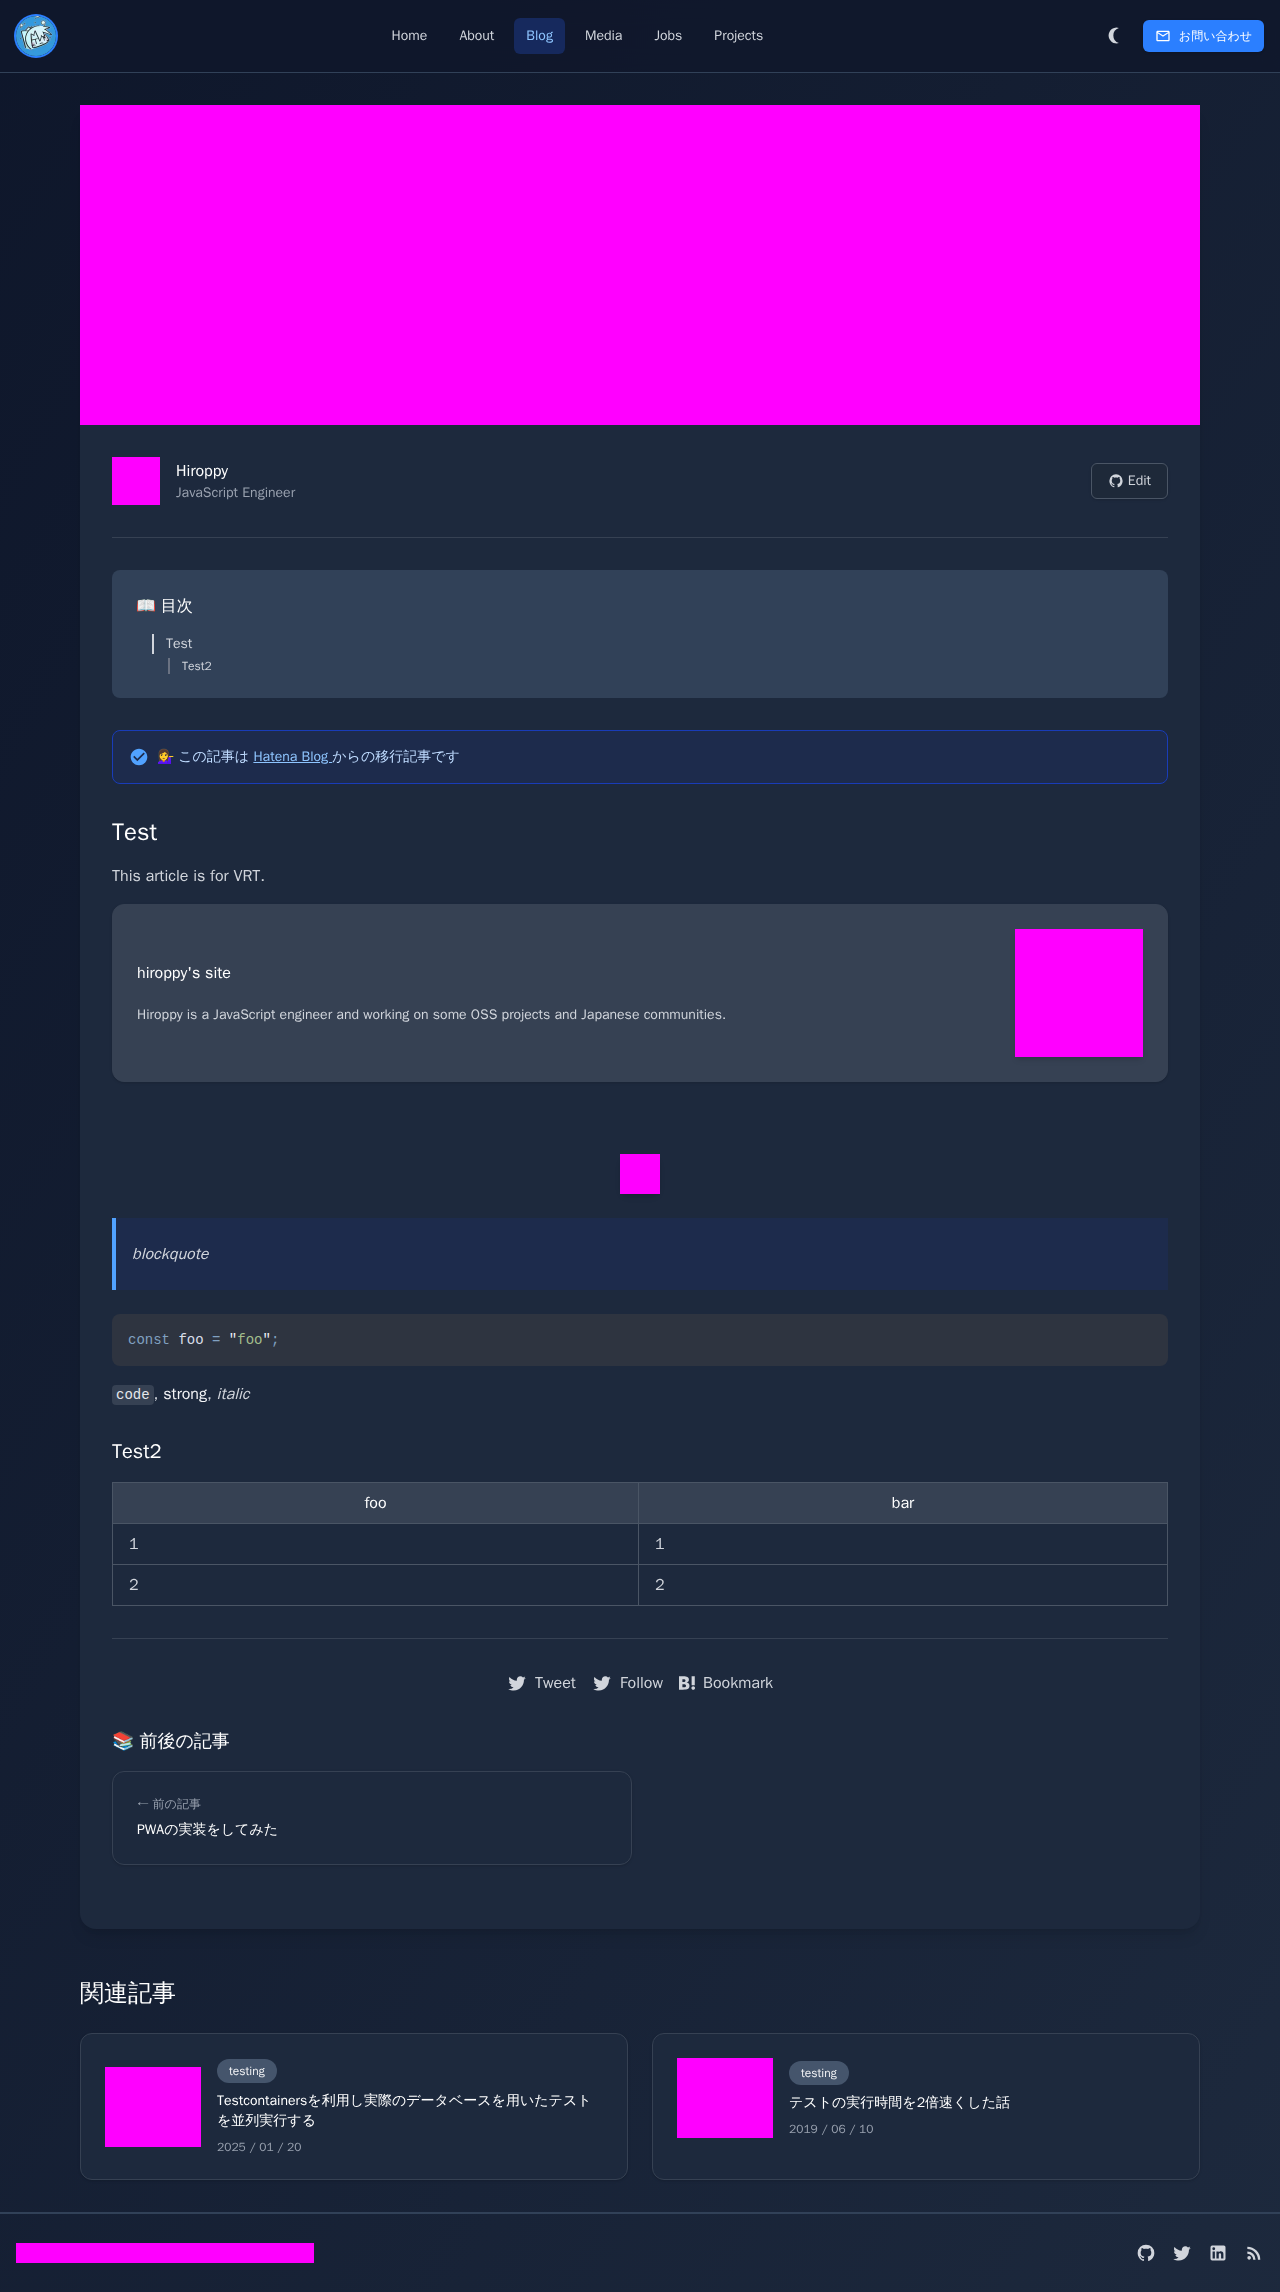 Home About Blog Media Jobs Projects お問い合わせ
Hiroppy
JavaScript Engineer
Edit
📖 目次
Test
Test2
💁‍♀️ この記事は Hatena Blog からの移行記事です
Test
This article is for VRT.
hiroppy's site
Hiroppy is a JavaScript engineer and working on some OSS projects and Japanese communities.
blockquote
const foo = "foo";
code, strong, italic
Test2
foo bar
1 1
2 2
Tweet Follow B! Bookmark
📚 前後の記事
← 前の記事
PWAの実装をしてみた
関連記事
testing
Testcontainersを利用し実際のデータベースを用いたテスト
を並列実行する
2025 / 01 / 20
testing
テストの実行時間を2倍速くした話
2019 / 06 / 10